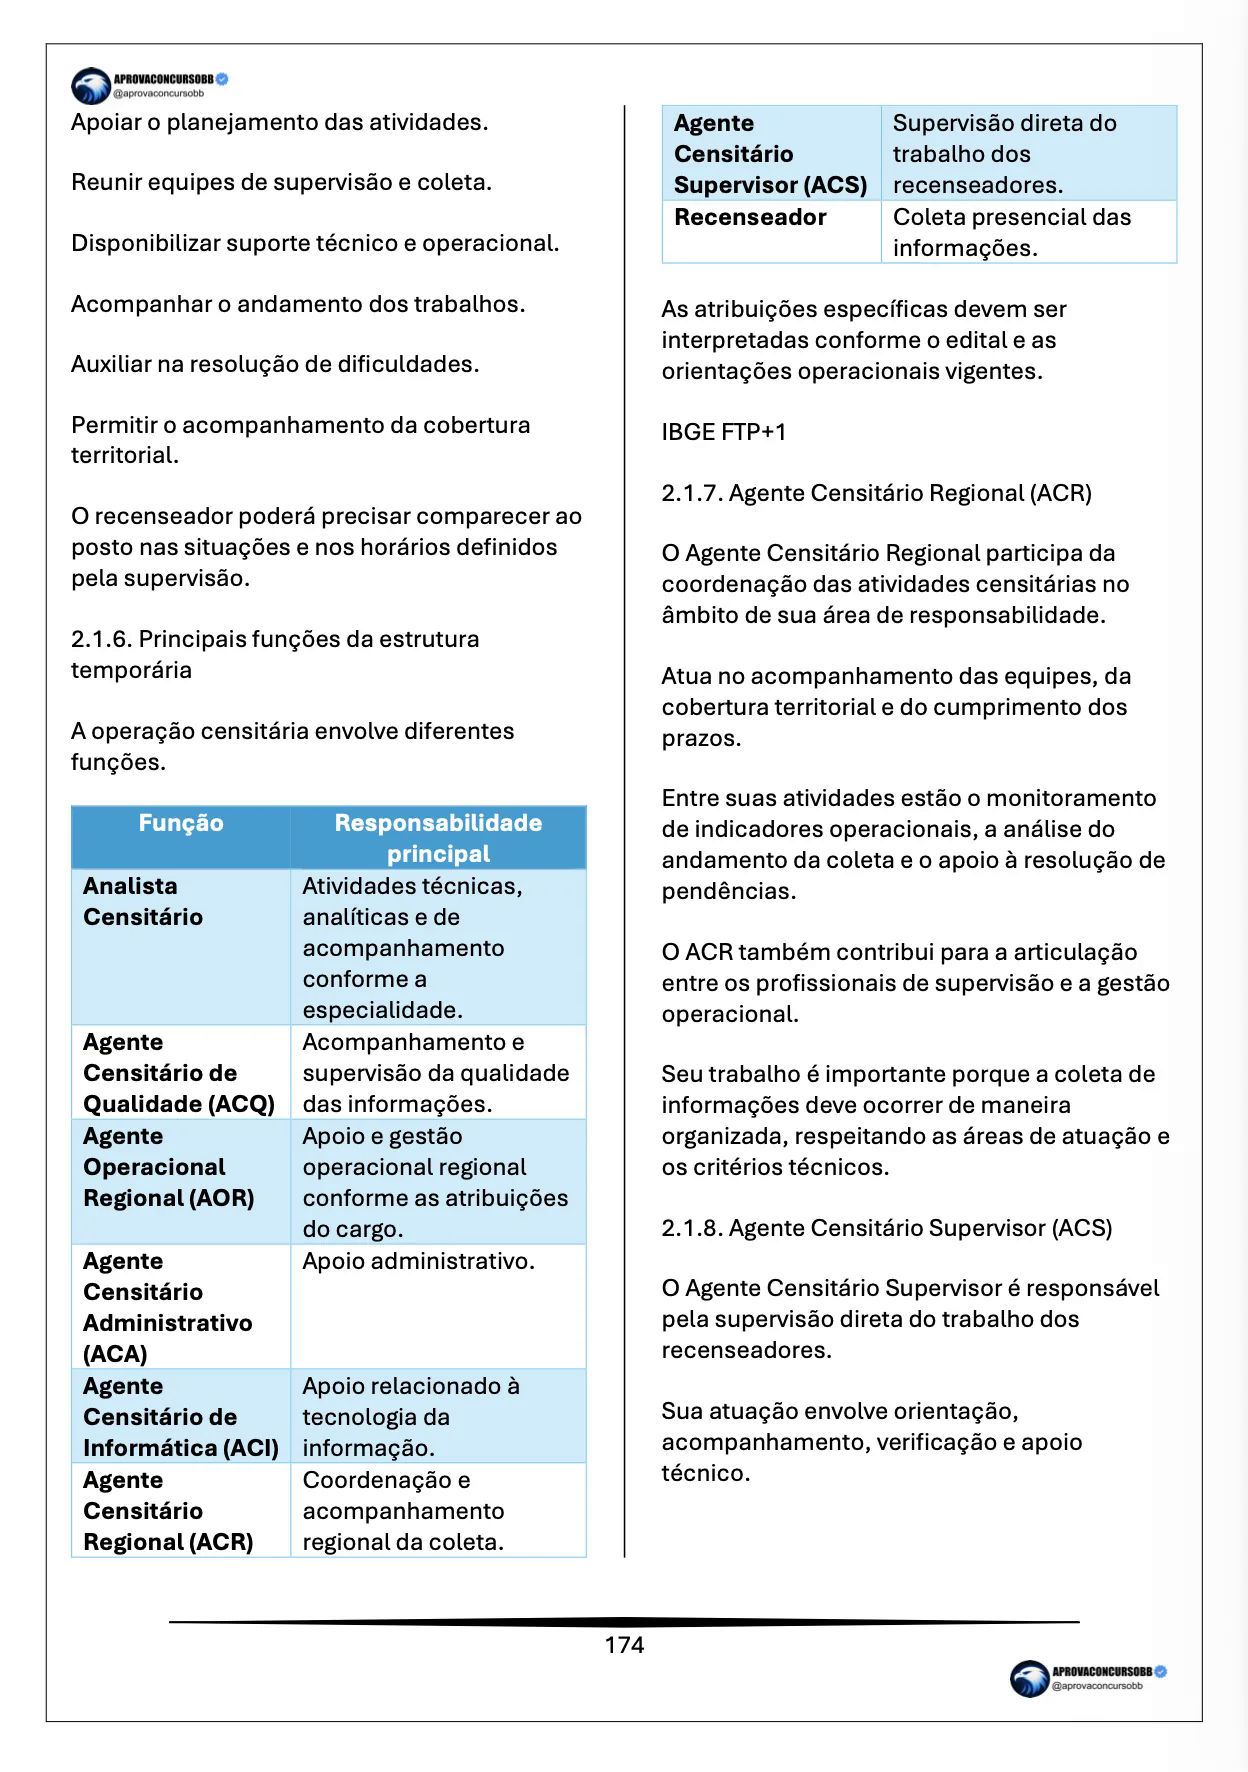 APROVACONCURSOBB
@aprovaconcursobb
Apoiar o planejamento das atividades.
Reunir equipes de supervisão e coleta.
Disponibilizar suporte técnico e operacional.
Acompanhar o andamento dos trabalhos.
Auxiliar na resolução de dificuldades.
Permitir o acompanhamento da cobertura
territorial.
O recenseador poderá precisar comparecer ao
posto nas situações e nos horários definidos
pela supervisão.
2.1.6. Principais funções da estrutura
temporária
A operação censitária envolve diferentes
funções.
Função
Responsabilidade
principal
Analista
Censitário
Atividades técnicas,
analíticas e de
acompanhamento
conforme a
especialidade.
Agente
Censitário de
Qualidade (ACQ)
Acompanhamento e
supervisão da qualidade
das informações.
Agente
Operacional
Regional (AOR)
Apoio e gestão
operacional regional
conforme as atribuições
do cargo.
Agente
Censitário
Administrativo
(ACA)
Apoio administrativo.
Agente
Censitário de
Informática (ACI)
Apoio relacionado à
tecnologia da
informação.
Agente
Censitário
Regional (ACR)
Coordenação e
acompanhamento
regional da coleta.
Agente
Censitário
Supervisor (ACS)
Supervisão direta do
trabalho dos
recenseadores.
Recenseador
Coleta presencial das
informações.
As atribuições específicas devem ser
interpretadas conforme o edital e as
orientações operacionais vigentes.
IBGE FTP+1
2.1.7. Agente Censitário Regional (ACR)
O Agente Censitário Regional participa da
coordenação das atividades censitárias no
âmbito de sua área de responsabilidade.
Atua no acompanhamento das equipes, da
cobertura territorial e do cumprimento dos
prazos.
Entre suas atividades estão o monitoramento
de indicadores operacionais, a análise do
andamento da coleta e o apoio à resolução de
pendências.
O ACR também contribui para a articulação
entre os profissionais de supervisão e a gestão
operacional.
Seu trabalho é importante porque a coleta de
informações deve ocorrer de maneira
organizada, respeitando as áreas de atuação e
os critérios técnicos.
2.1.8. Agente Censitário Supervisor (ACS)
O Agente Censitário Supervisor é responsável
pela supervisão direta do trabalho dos
recenseadores.
Sua atuação envolve orientação,
acompanhamento, verificação e apoio
técnico.
174
APROVACONCURSOBB
@aprovaconcursobb